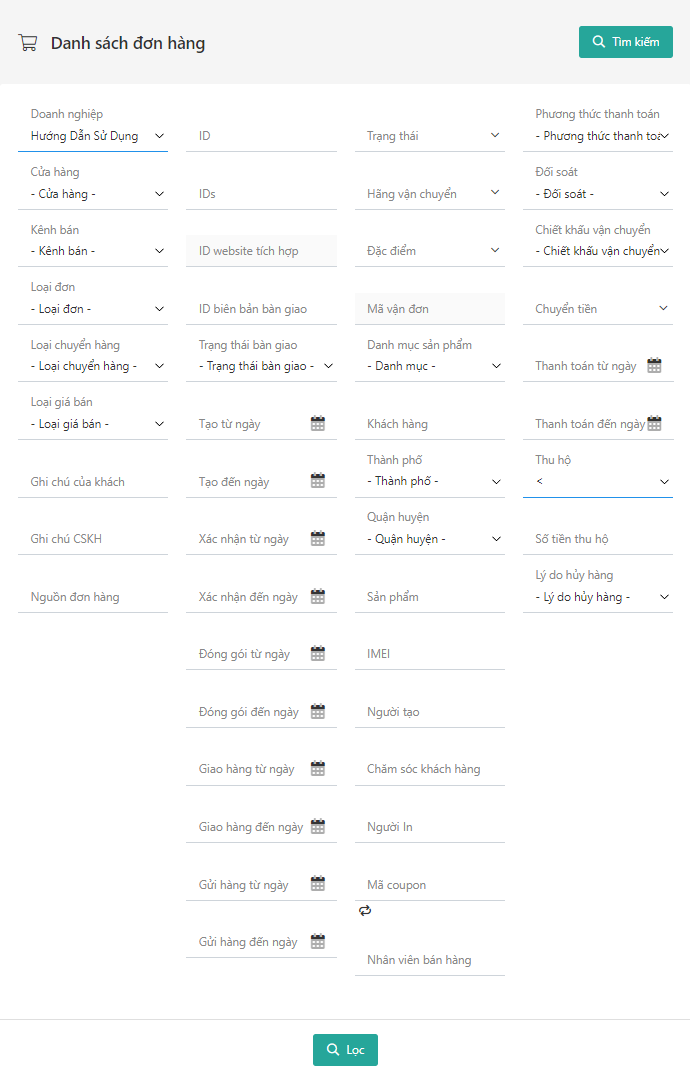 Danh sách đơn hàng
Tìm kiếm
Doanh nghiệp
Hướng Dẫn Sử Dụng
ID
Trạng thái
Phương thức thanh toán
- Phương thức thanh toá
Cửa hàng
- Cửa hàng -
IDs
Hãng vận chuyển
Đối soát
- Đối soát -
Kênh bán
- Kênh bán -
ID website tích hợp
Đặc điểm
Chiết khấu vận chuyển
- Chiết khấu vận chuyển
Loại đơn
- Loại đơn -
ID biên bản bàn giao
Mã vận đơn
Chuyển tiền
Loại chuyển hàng
- Loại chuyển hàng -
Trạng thái bàn giao
- Trạng thái bàn giao -
Danh mục sản phẩm
- Danh mục -
Thanh toán từ ngày
Loại giá bán
- Loại giá bán -
Tạo từ ngày
Khách hàng
Thanh toán đến ngày
Ghi chú của khách
Tạo đến ngày
Thành phố
- Thành phố -
Thu hộ
<
Ghi chú CSKH
Xác nhận từ ngày
Quận huyện
- Quận huyện -
Số tiền thu hộ
Nguồn đơn hàng
Xác nhận đến ngày
Sản phẩm
Lý do hủy hàng
- Lý do hủy hàng -
Đóng gói từ ngày
IMEI
Đóng gói đến ngày
Người tạo
Giao hàng từ ngày
Chăm sóc khách hàng
Giao hàng đến ngày
Người In
Gửi hàng từ ngày
Mã coupon
Gửi hàng đến ngày
Nhân viên bán hàng
Lọc